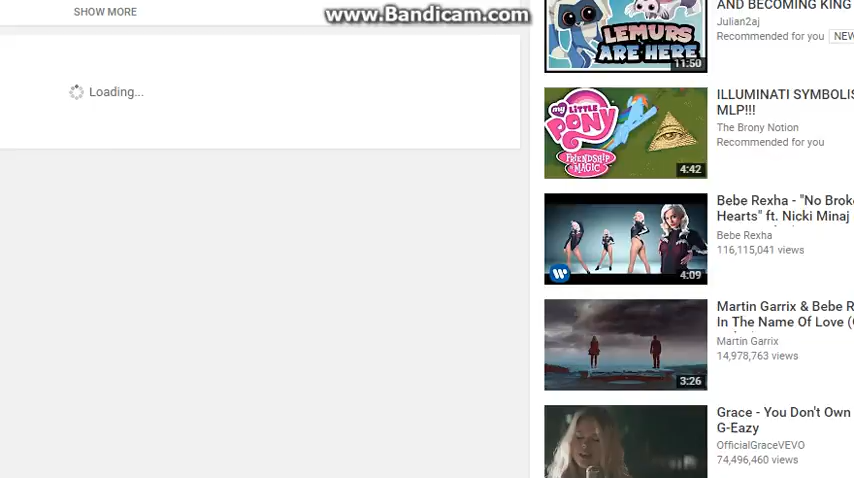 SHOW MORE
www.Bandicam.com
Loading...
LEMURS
ARE HERE
11:50
AND BECOMING KING
Julian2aj
Recommended for you NEW
my
LITTLE
PONY
FRIENDSHIP
is
MAGIC
4:42
ILLUMINATI SYMBOLIS
MLP!!!
The Brony Notion
Recommended for you
4:09
Bebe Rexha - "No Broke
Hearts" ft. Nicki Minaj
Bebe Rexha
116,115,041 views
3:26
Martin Garrix & Bebe R
In The Name Of Love (
Martin Garrix
14,978,763 views
Grace - You Don't Own
G-Eazy
OfficialGraceVEVO
74,496,460 views